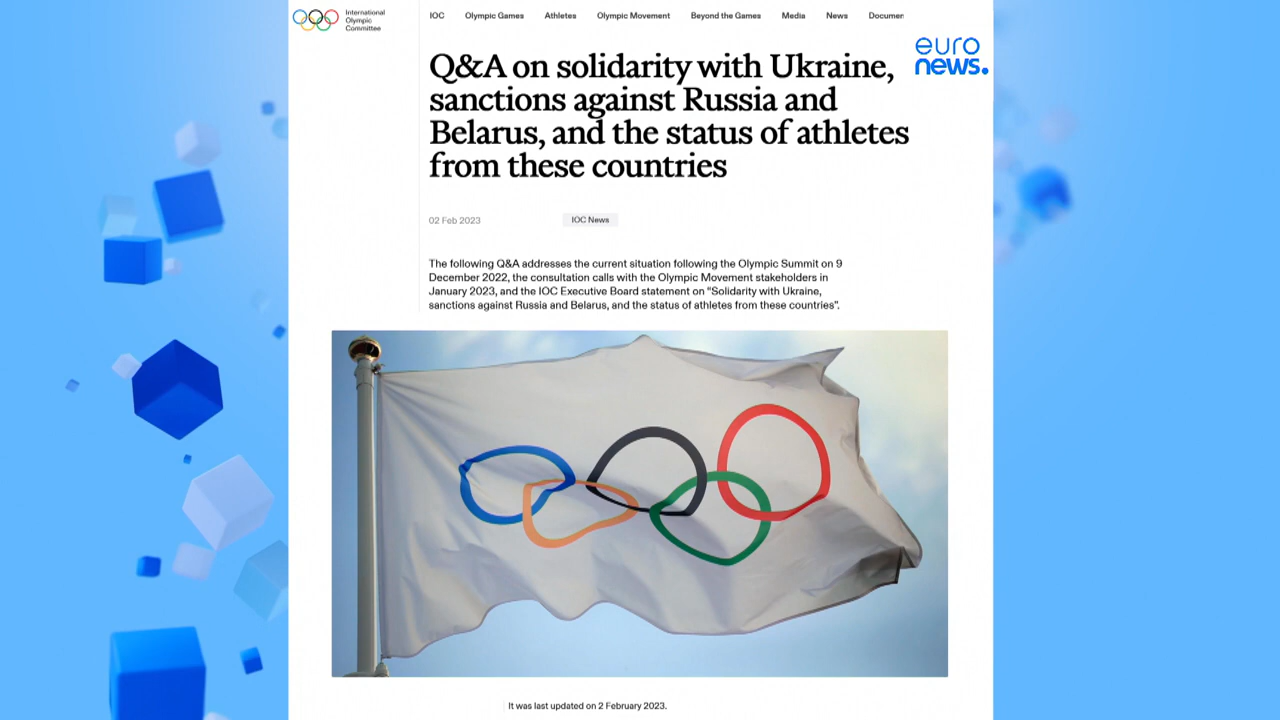 International
Olympic
Committee
IOC Olympic Games Athletes Olympic Movement Beyond the Games Media News Documen
euro
news.
Q&A on solidarity with Ukraine,
sanctions against Russia and
Belarus, and the status of athletes
from these countries
02 Feb 2023 IOC News
The following Q&A addresses the current situation following the Olympic Summit on 9
December 2022, the consultation calls with the Olympic Movement stakeholders in
January 2023, and the IOC Executive Board statement on “Solidarity with Ukraine,
sanctions against Russia and Belarus, and the status of athletes from these countries”.
It was last updated on 2 February 2023.